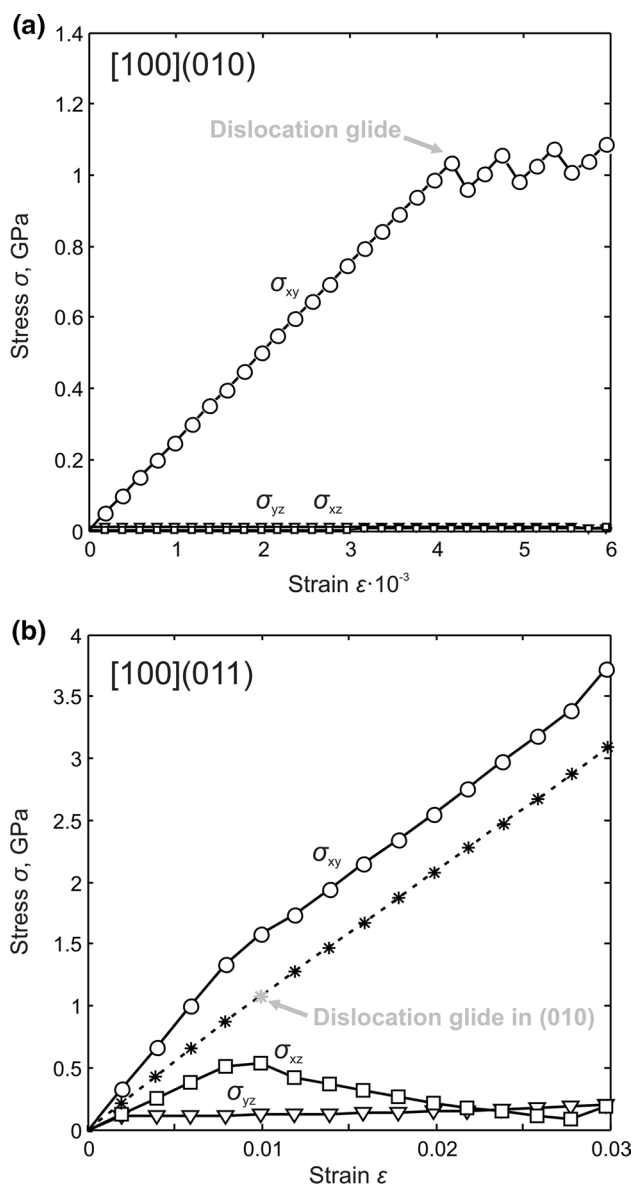 (a)
1.4
[100](010)
1.2
Dislocation glide
1
0.8
Stress σ, GPa
σxy
0.6
0.4
0.2
σyz σxz
0
0 1 2 3 4 5 6
Strain ε·10⁻³
(b)
4
[100](011)
3.5
3
2.5
Stress σ, GPa
σxy
2
1.5
1
Dislocation glide in (010)
σxz
0.5
σyz
0
0 0.01 0.02 0.03
Strain ε